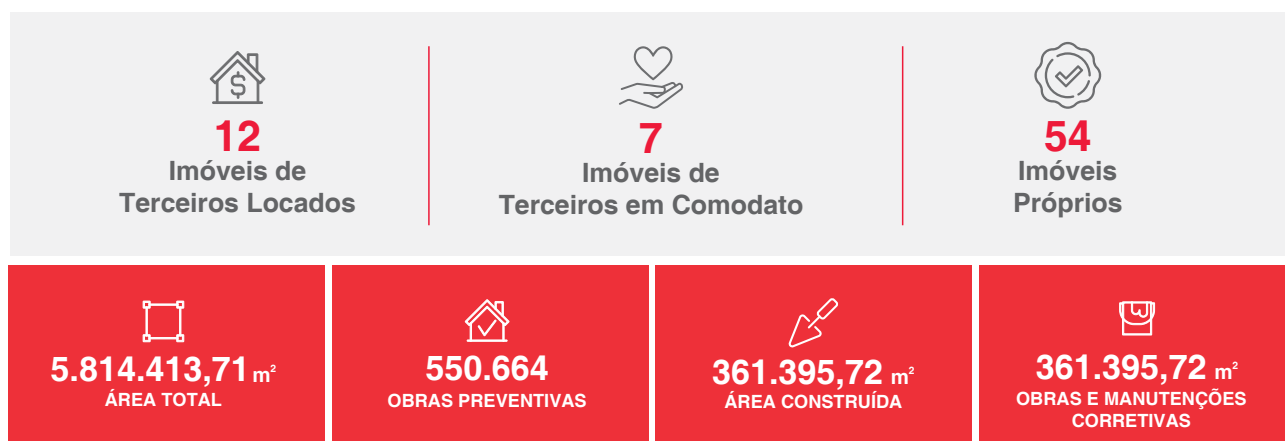 12
Imóveis de
Terceiros Locados
7
Imóveis de
Terceiros em Comodato
54
Imóveis
Próprios
5.814.413,71 m²
ÁREA TOTAL
550.664
OBRAS PREVENTIVAS
361.395,72 m²
ÁREA CONSTRUÍDA
361.395,72 m²
OBRAS E MANUTENÇÕES
CORRETIVAS